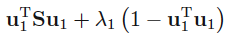 u₁ᵀSu₁ + λ₁ (1 − u₁ᵀu₁)